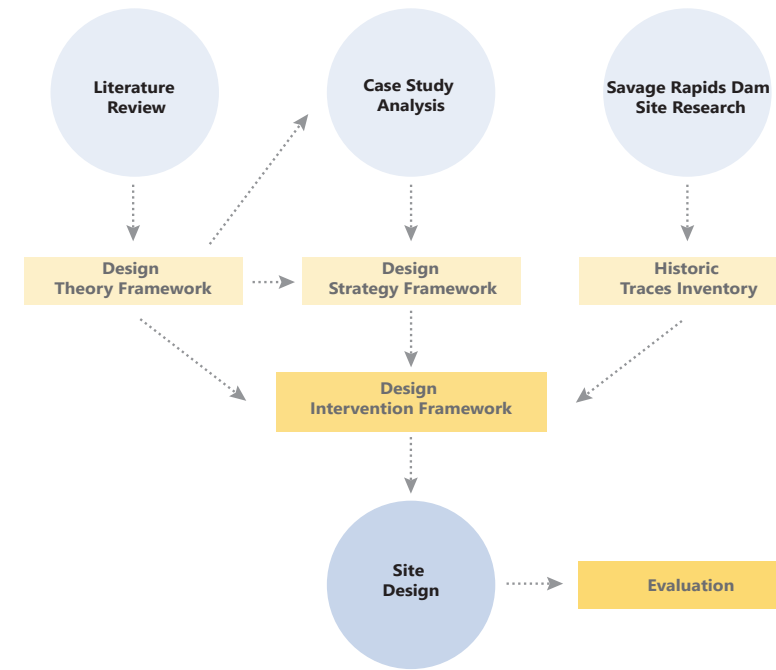 Literature
Review
Case Study
Analysis
Savage Rapids Dam
Site Research
Design
Theory Framework
Design
Strategy Framework
Historic
Traces Inventory
Design
Intervention Framework
Site
Design
Evaluation